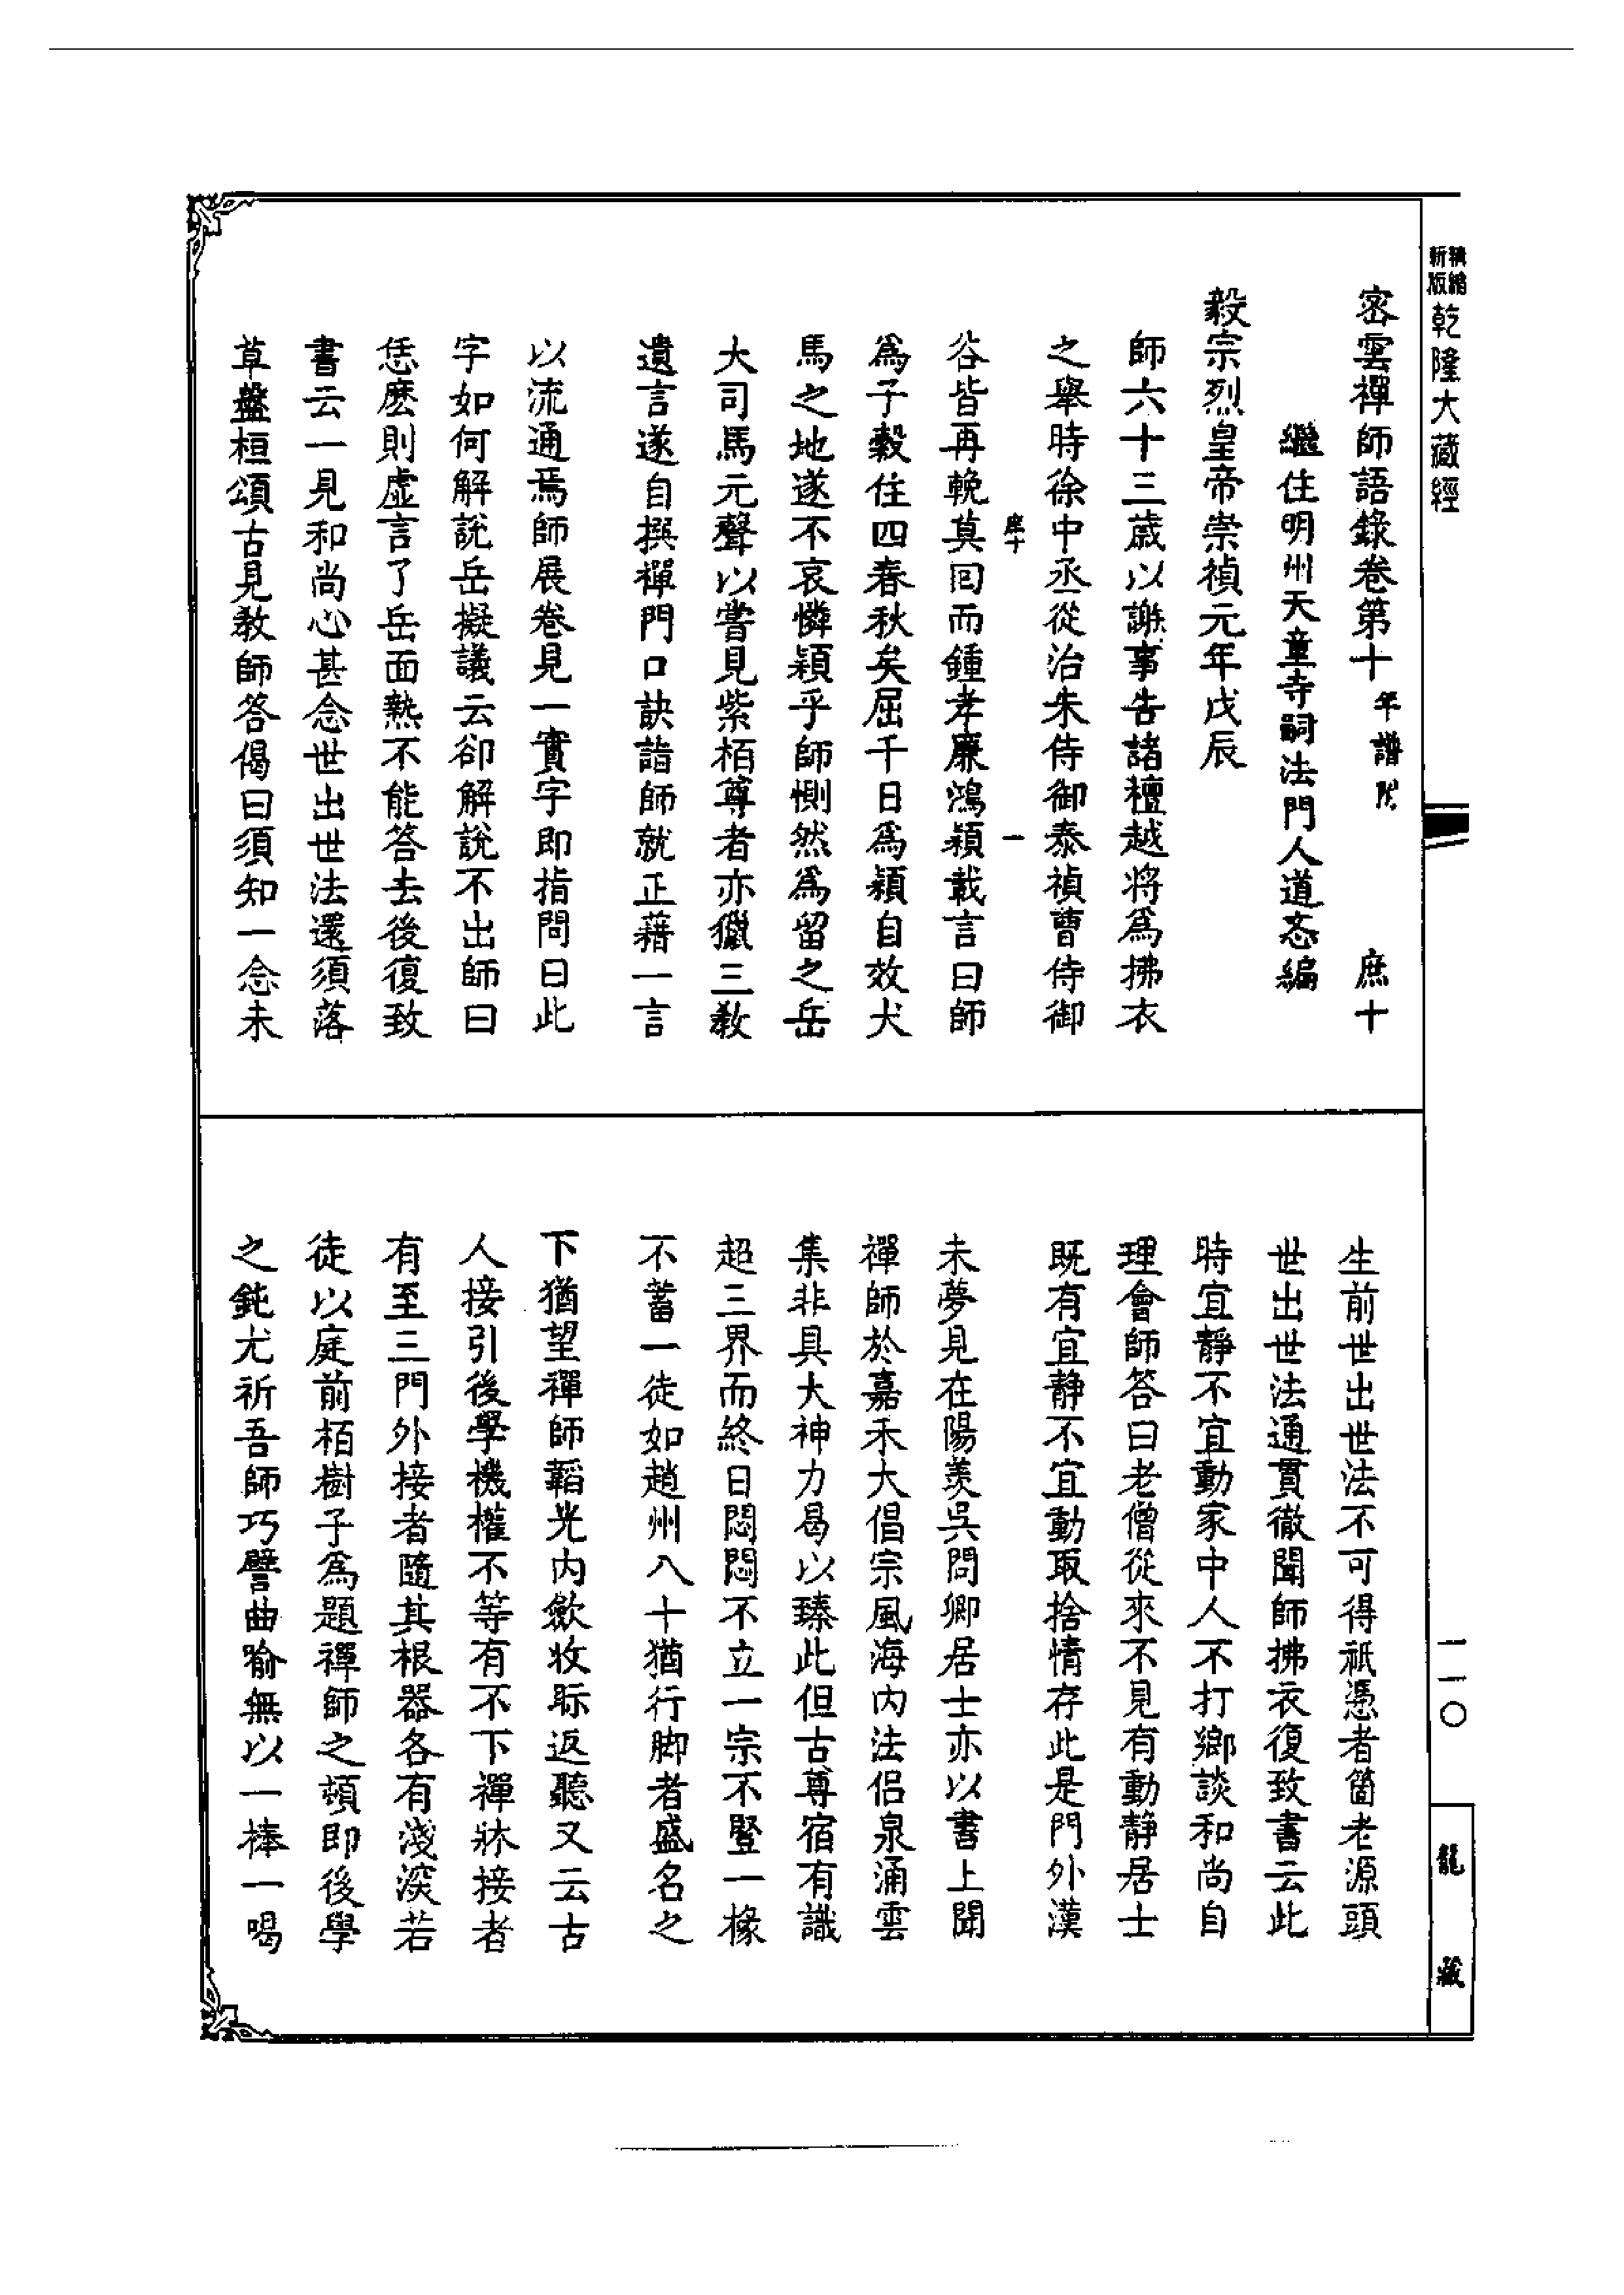 精縮新版乾隆大藏經
密雲禪師語錄卷第十 年譜附 庶十
繼住明州天童寺嗣法門人道忞編
毅宗烈皇帝崇禎元年戊辰
師六十三歲以謝事告諸檀越將為拂衣
之舉時徐中丞從治朱侍御泰禎曹侍御
庶十 一
谷皆再輓莫回而鍾孝廉鴻穎載言曰師
為子穀住四春秋矣屈千日為穎自效犬
馬之地遂不哀憐穎乎師惻然為留之岳
大司馬元聲以嘗見紫栢尊者亦獵三教
遺言遂自撰禪門口訣詣師就正藉一言
以流通焉師展卷見一實字即指問曰此
字如何解說岳擬議云卻解說不出師曰
恁麼則虛言了岳面熱不能答去後復致
書云一見和尚心甚念世出世法還須落
草盤桓頌古見教師答偈曰須知一念未
生前世出世法不可得祇憑者箇老源頭
世出世法通貫徹聞師拂衣復致書云此
時宜靜不宜動家中人不打鄉談和尚自
理會師答曰老僧從來不見有動靜居士
既有宜靜不宜動取捨情存此是門外漢
未夢見在陽羨吳問卿居士亦以書上聞
禪師於嘉禾大倡宗風海內法侶泉涌雲
集非具大神力曷以臻此但古尊宿有識
超三界而終日悶悶不立一宗不豎一椽
不蓄一徒如趙州八十猶行脚者盛名之
下猶望禪師韜光內斂收眎返聽又云古
人接引後學機權不等有不下禪牀接者
有至三門外接者隨其根器各有淺深若
徒以庭前栢樹子為題禪師之頓即後學
之鈍尤祈吾師巧譬曲喻無以一棒一喝
一一〇
龍藏